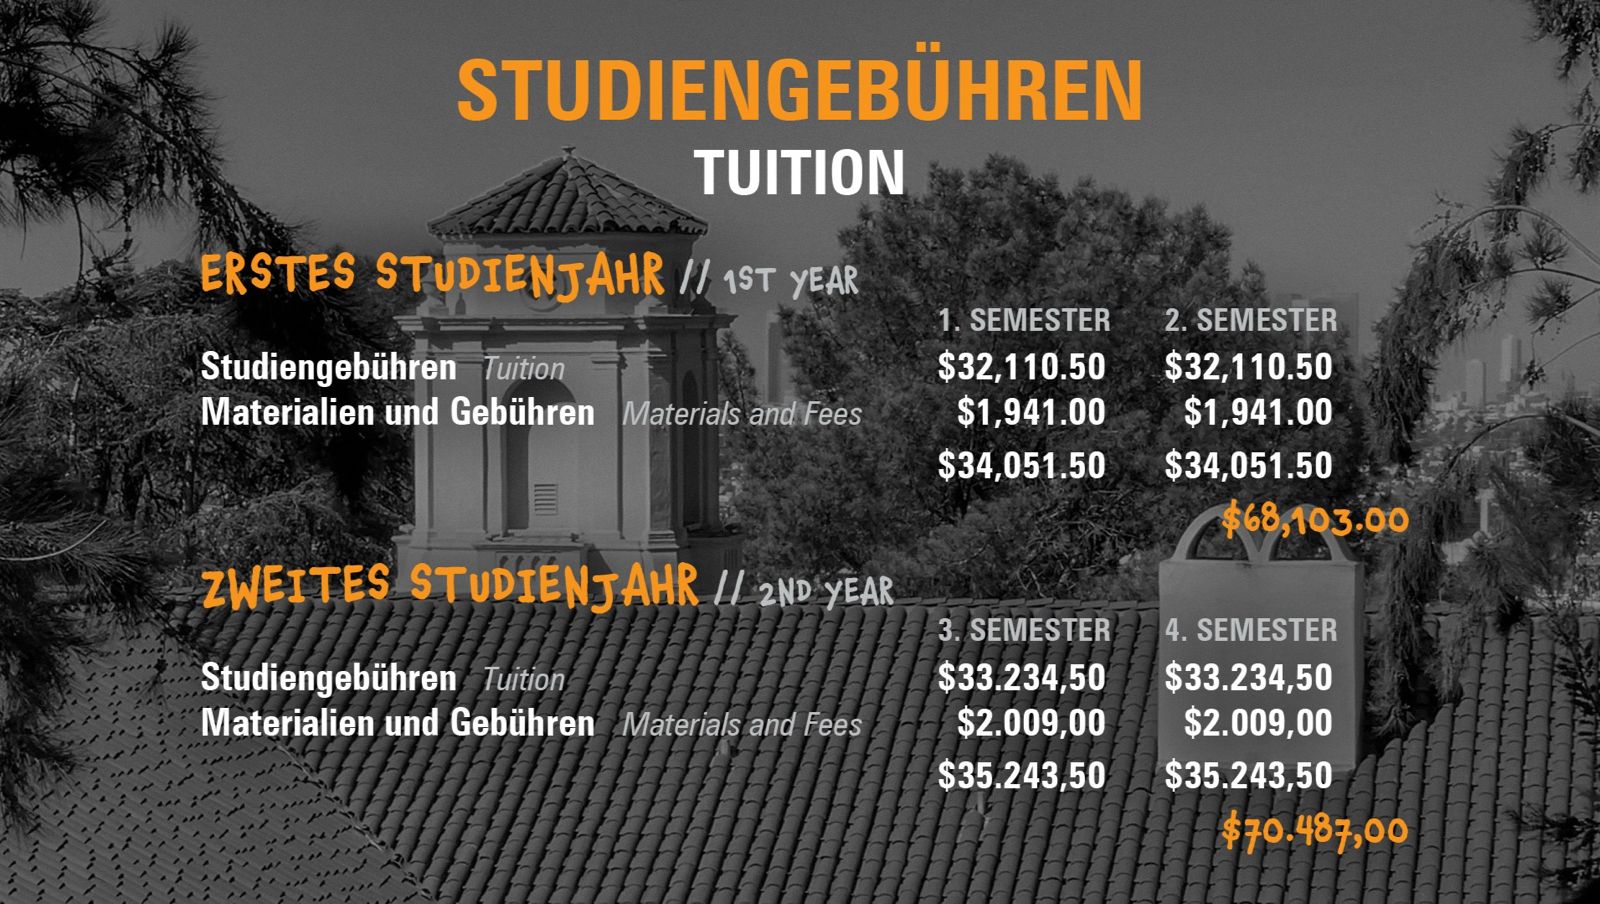 STUDIENGEBÜHREN
TUITION
ERSTES STUDIENJAHR // 1ST YEAR
1. SEMESTER 2. SEMESTER
Studiengebühren Tuition $32,110.50 $32,110.50
Materialien und Gebühren Materials and Fees $1,941.00 $1,941.00
$34,051.50 $34,051.50
$68,103.00
ZWEITES STUDIENJAHR // 2ND YEAR
3. SEMESTER 4. SEMESTER
Studiengebühren Tuition $33.234,50 $33.234,50
Materialien und Gebühren Materials and Fees $2.009,00 $2.009,00
$35.243,50 $35.243,50
$70.487,00